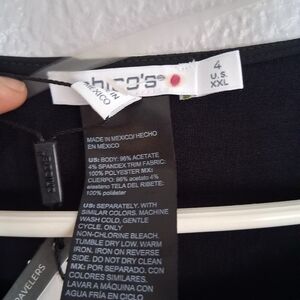 chico's
4
U.S.
XXL
IN
MEXICO
MADE IN MEXICO/HECHO
EN MÉXICO
US: BODY: 96% ACETATE
4% SPANDEX TRIM FABRIC:
100% POLYESTER MX:
CUERPO: 96% acetato 4%
elastano TELA DEL RIBETE:
100% poliéster
US: SEPARATELY. WITH
SIMILAR COLORS. MACHINE
WASH COLD, GENTLE
CYCLE. ONLY
NON-CHLORINE BLEACH.
TUMBLE DRY LOW. WARM
IRON. IRON ON REVERSE
SIDE. DO NOT DRY CLEAN
MX: POR SEPARADO. CON
COLORES SIMILARES.
LAVAR A MÁQUINA CON
AGUA FRÍA EN CICLO
TRAVELERS